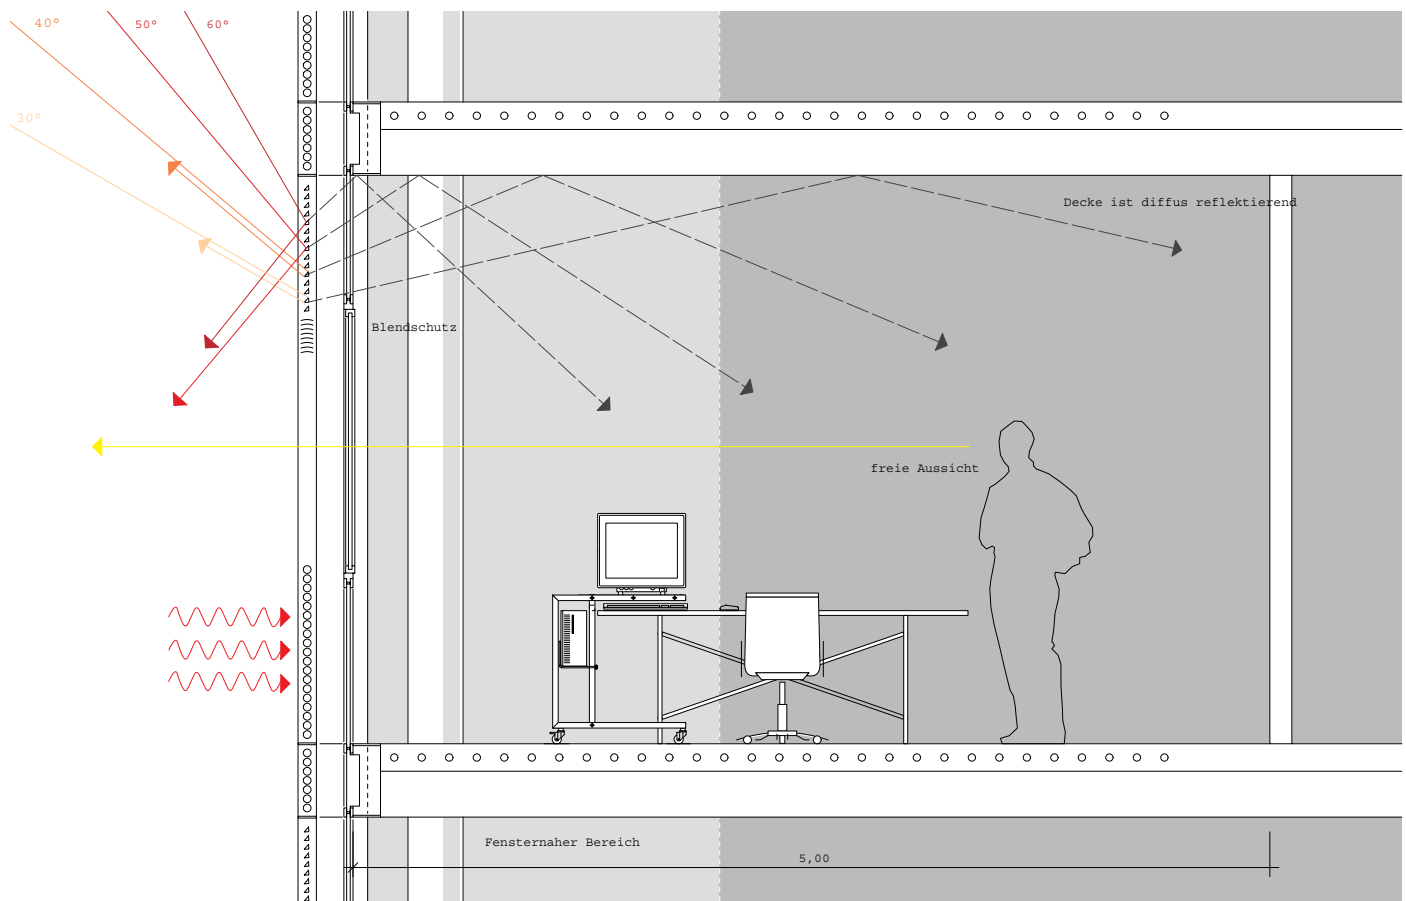 40°
50°
60°
30°
Decke ist diffus reflektierend
Blendschutz
freie Aussicht
Fensternaher Bereich
5,00